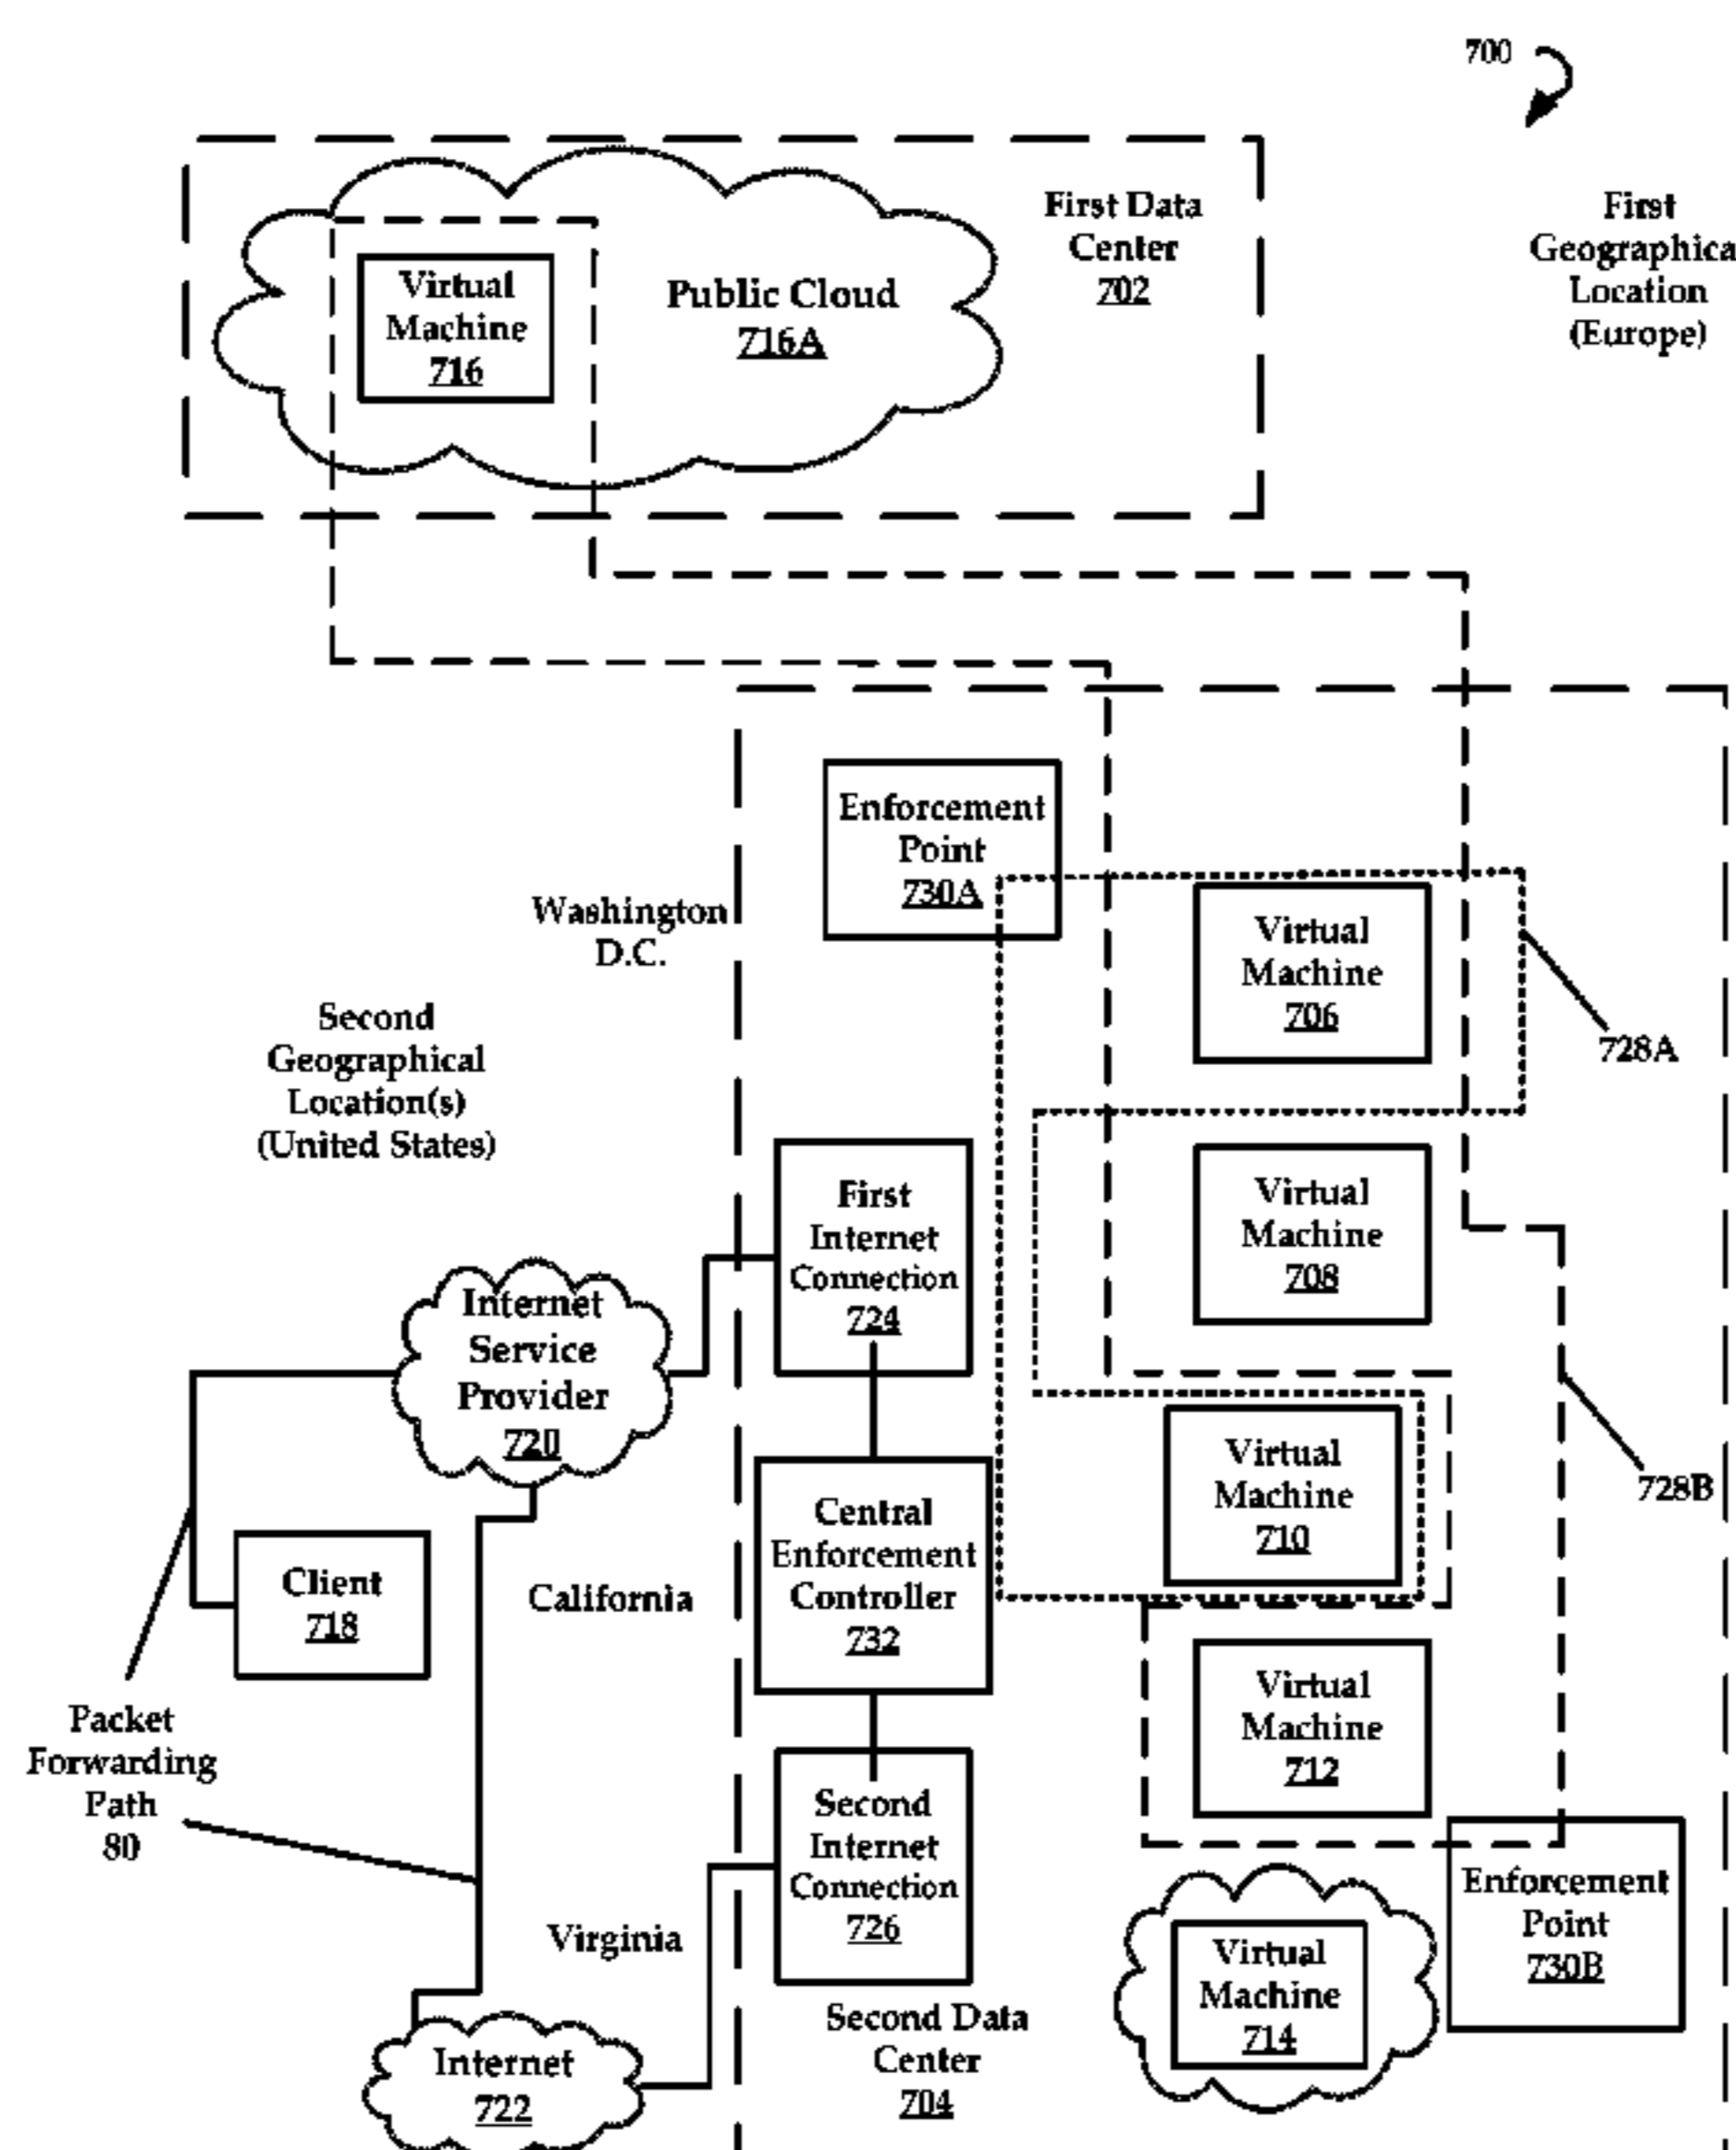 700
First Data
Center
702
First
Geographica
Location
(Europe)
Virtual
Machine
716
Public Cloud
716A
Enforcement
Point
730A
Washington
D.C.
Virtual
Machine
706
728A
Second
Geographical
Location(s)
(United States)
First
Internet
Connection
724
Virtual
Machine
708
Internet
Service
Provider
720
Virtual
Machine
710
728B
Central
Enforcement
Controller
732
Client
718
California
Packet
Forwarding
Path
80
Virtual
Machine
712
Second
Internet
Connection
726
Enforcement
Point
730B
Virginia
Virtual
Machine
714
Second Data
Center
704
Internet
722